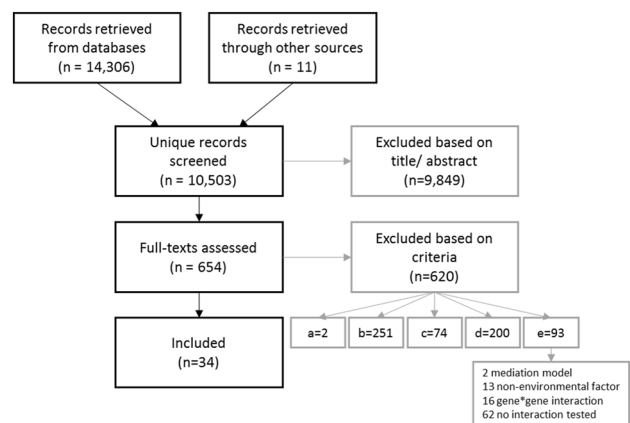 Records retrieved
from databases
(n = 14,306)
Records retrieved
through other sources
(n = 11)
Unique records
screened
(n = 10,503)
Excluded based on
title/ abstract
(n=9,849)
Full-texts assessed
(n = 654)
Excluded based on
criteria
(n=620)
Included
(n=34)
a=2
b=251
c=74
d=200
e=93
2 mediation model
13 non-environmental factor
16 gene*gene interaction
62 no interaction tested